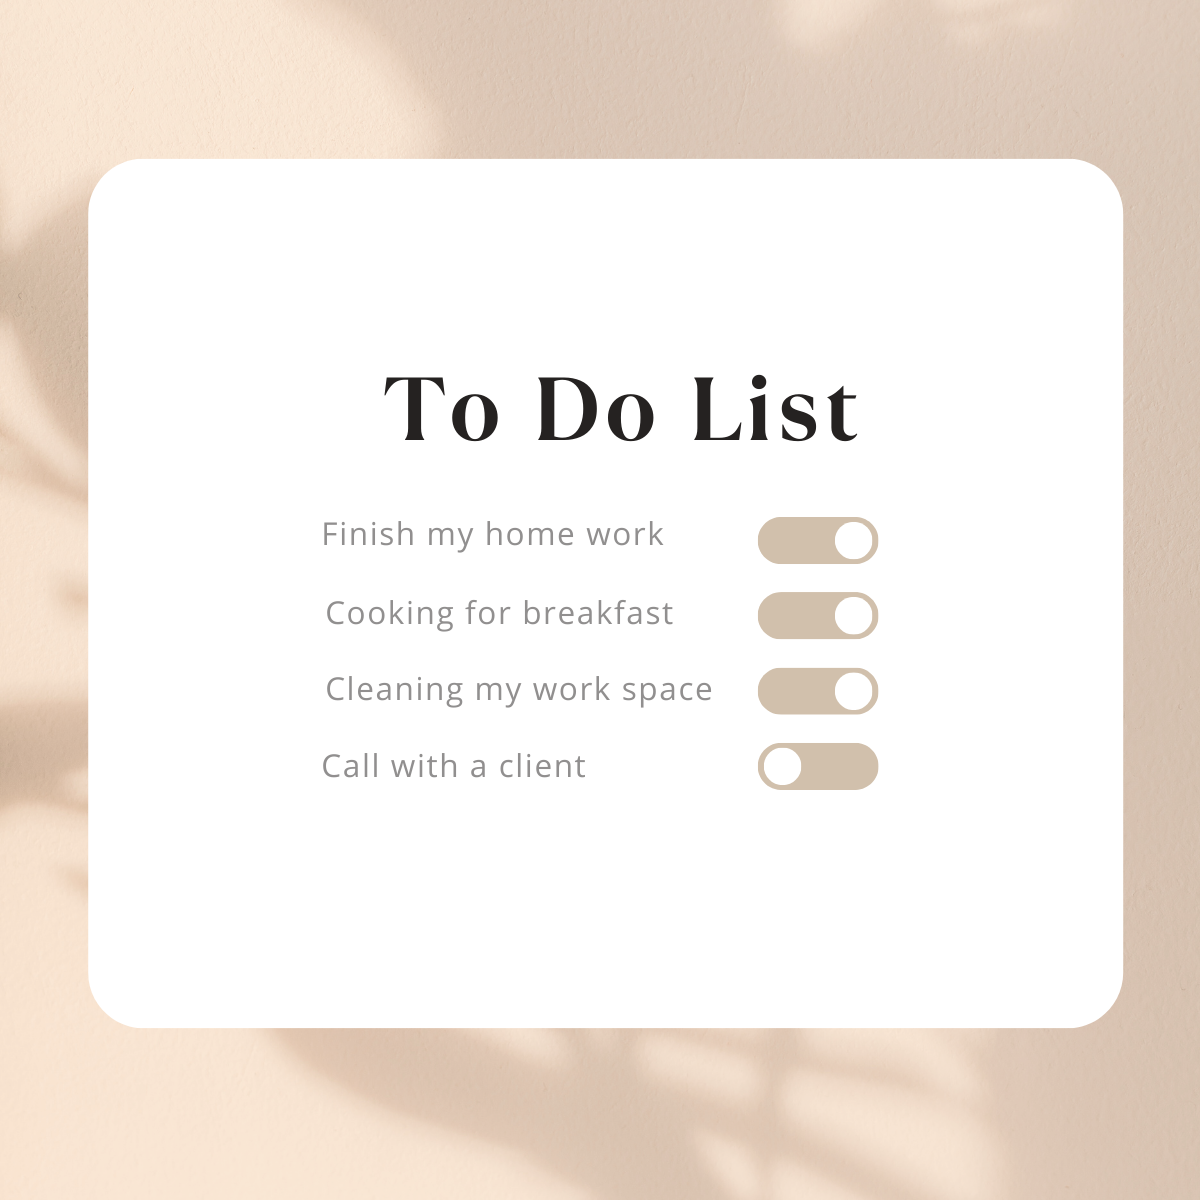 To Do List
Finish my home work
Cooking for breakfast
Cleaning my work space
Call with a client